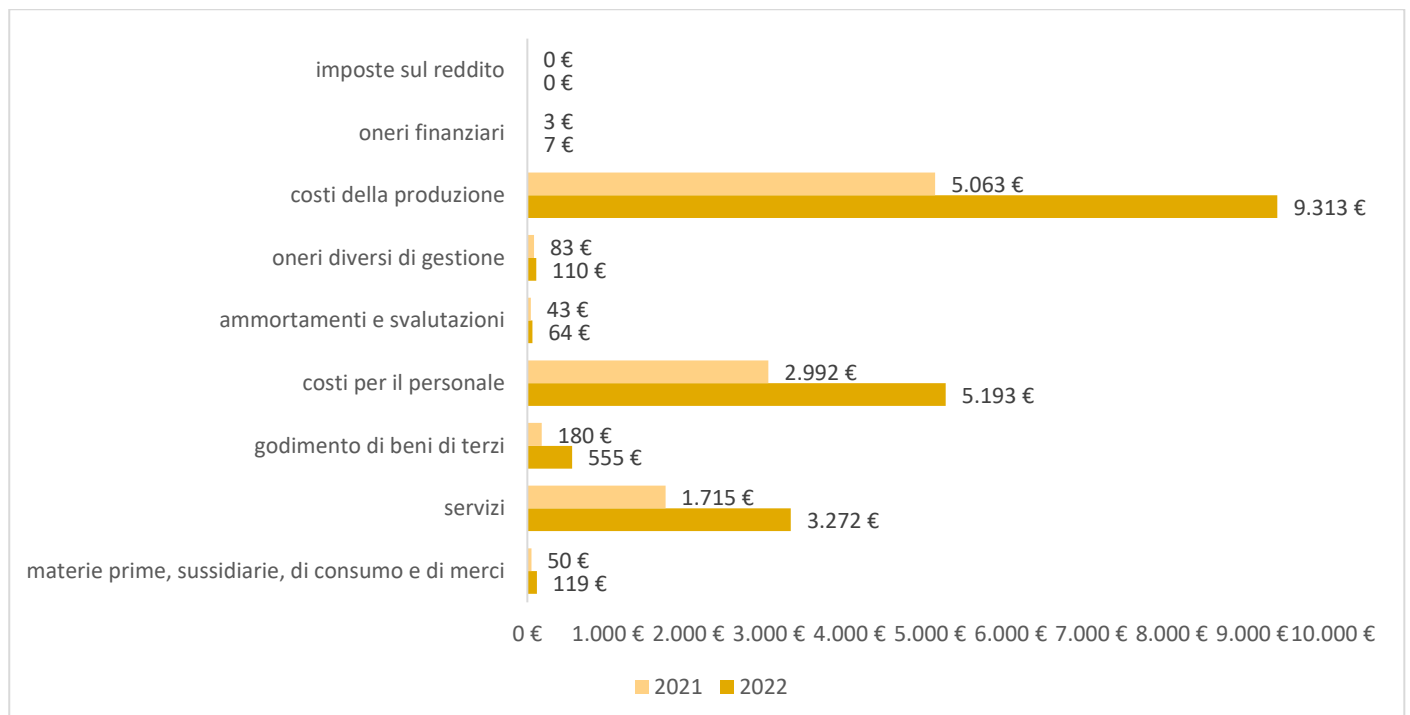 imposte sul reddito
0 €
0 €
oneri finanziari
3 €
7 €
costi della produzione
5.063 €
9.313 €
oneri diversi di gestione
83 €
110 €
ammortamenti e svalutazioni
43 €
64 €
costi per il personale
2.992 €
5.193 €
godimento di beni di terzi
180 €
555 €
servizi
1.715 €
3.272 €
materie prime, sussidiarie, di consumo e di merci
50 €
119 €
0 € 1.000 € 2.000 € 3.000 € 4.000 € 5.000 € 6.000 € 7.000 € 8.000 € 9.000 € 10.000 €
2021 2022